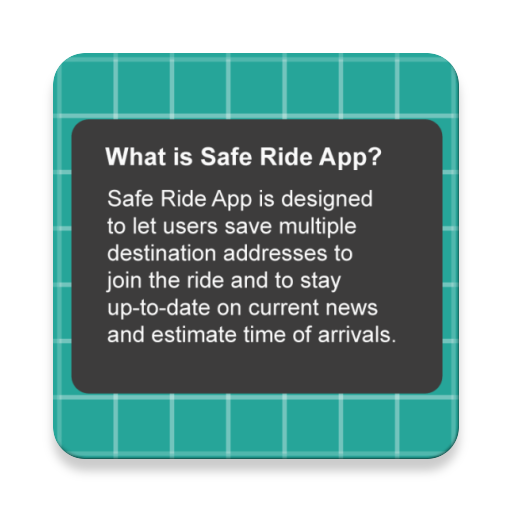 What is Safe Ride App?
Safe Ride App is designed
to let users save multiple
destination addresses to
join the ride and to stay
up-to-date on current news
and estimate time of arrivals.